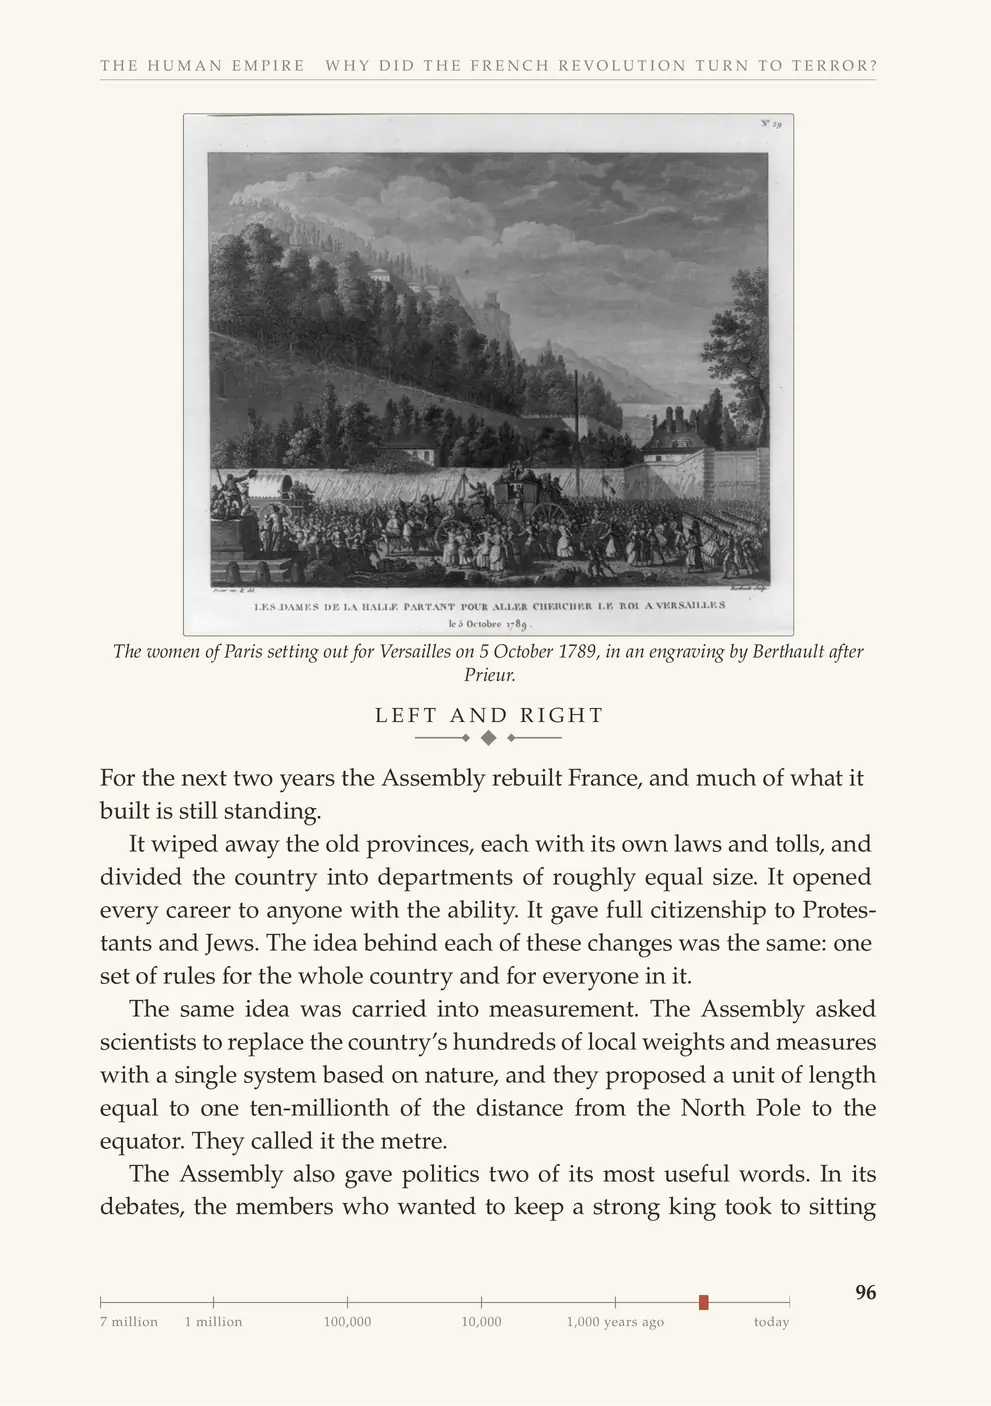 THE HUMAN EMPIRE WHY DID THE FRENCH REVOLUTION TURN TO TERROR?
Nº 29
LES DAMES DE LA HALLE PARTANT POUR ALLER CHERCHER LE ROI A VERSAILLES
le 5 Octobre 1789.
The women of Paris setting out for Versailles on 5 October 1789, in an engraving by Berthault after
Prieur.
LEFT AND RIGHT
For the next two years the Assembly rebuilt France, and much of what it
built is still standing.
It wiped away the old provinces, each with its own laws and tolls, and
divided the country into departments of roughly equal size. It opened
every career to anyone with the ability. It gave full citizenship to Protes-
tants and Jews. The idea behind each of these changes was the same: one
set of rules for the whole country and for everyone in it.
The same idea was carried into measurement. The Assembly asked
scientists to replace the country’s hundreds of local weights and measures
with a single system based on nature, and they proposed a unit of length
equal to one ten-millionth of the distance from the North Pole to the
equator. They called it the metre.
The Assembly also gave politics two of its most useful words. In its
debates, the members who wanted to keep a strong king took to sitting
96
7 million 1 million 100,000 10,000 1,000 years ago today